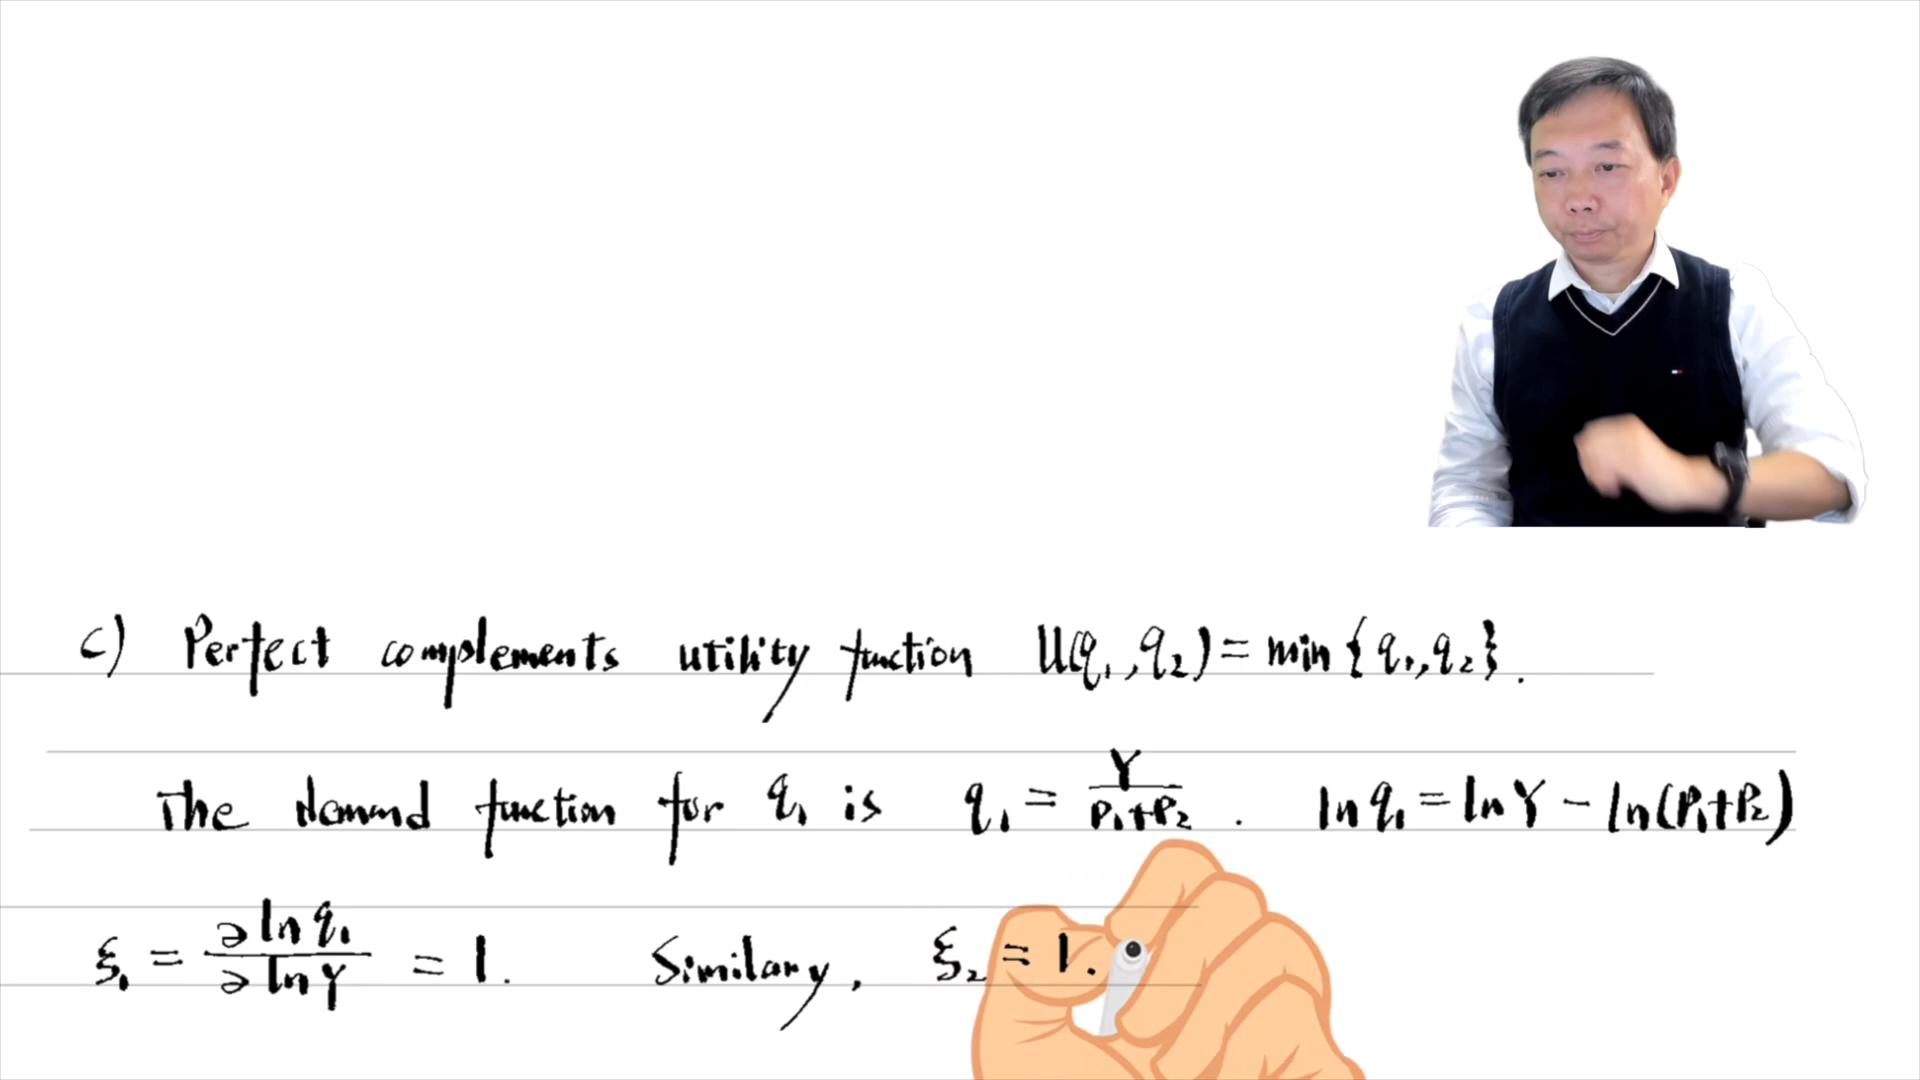 c) Perfect complements utility function U(q₁,q₂) = min{q₁,q₂}.
The demand function for q₁ is q₁ = Y/(P₁+P₂). ln q₁ = ln Y − ln(P₁+P₂)
ξ₁ = ∂ ln q₁/∂ ln Y = 1. Similary, ξ₂ = 1.